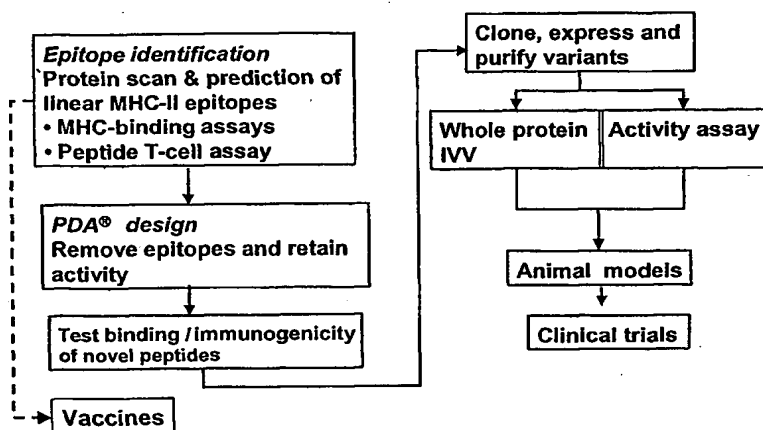 Epitope identification
Protein scan & prediction of
linear MHC-II epitopes
• MHC-binding assays
• Peptide T-cell assay
PDA® design
Remove epitopes and retain
activity
Test binding / immunogenicity
of novel peptides
Vaccines
Clone, express and
purify variants
Whole protein
IVV
Activity assay
Animal models
Clinical trials